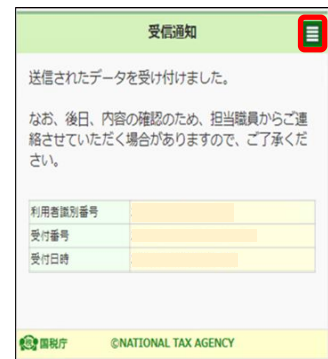 受信通知
送信されたデータを受け付けました。
なお、後日、内容の確認のため、担当職員からご連
絡させていただく場合がありますので、ご了承くだ
さい。
利用者識別番号
受付番号
受付日時
国税庁 ©NATIONAL TAX AGENCY